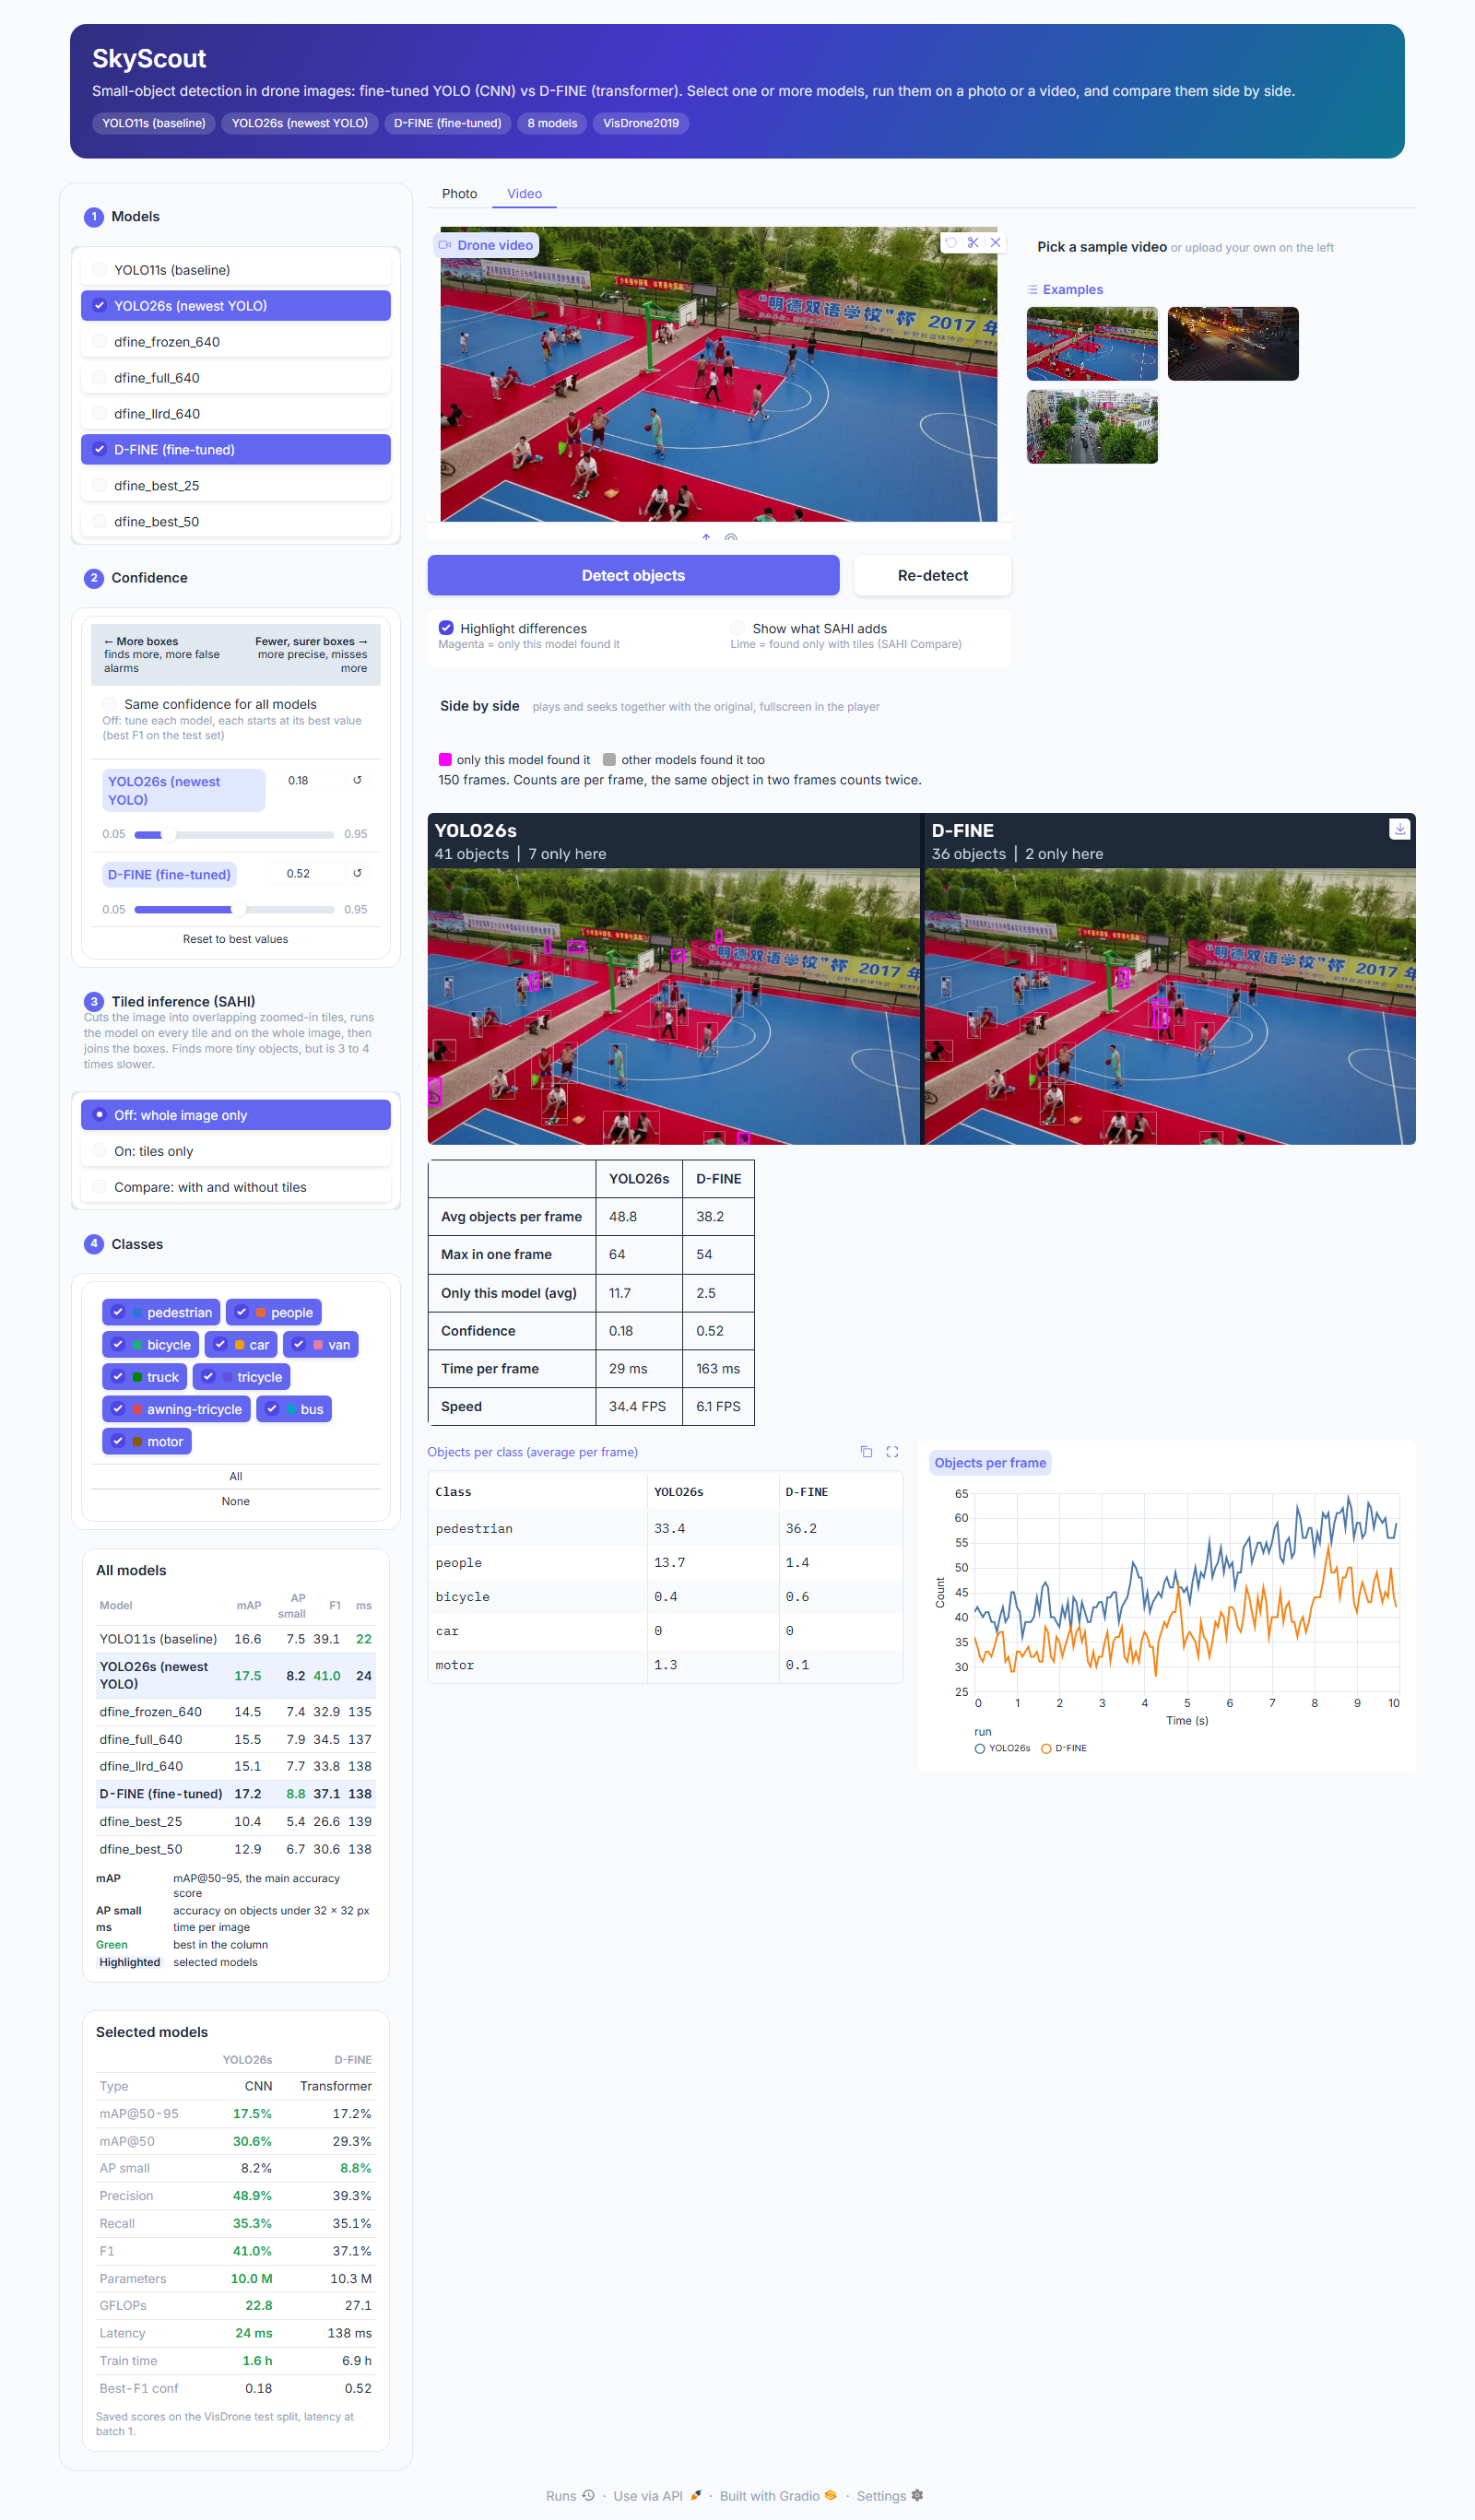 SkyScout
Small-object detection in drone images: fine-tuned YOLO (CNN) vs D-FINE (transformer). Select one or more models, run them on a photo or a video, and compare them side by side.
YOLO11s (baseline) YOLO26s (newest YOLO) D-FINE (fine-tuned) 8 models VisDrone2019
1 Models
YOLO11s (baseline)
YOLO26s (newest YOLO)
dfine_frozen_640
dfine_full_640
dfine_llrd_640
D-FINE (fine-tuned)
dfine_best_25
dfine_best_50
2 Confidence
← More boxes
finds more, more false
alarms
Fewer, surer boxes →
more precise, misses
more
Same confidence for all models
Off: tune each model, each starts at its best value
(best F1 on the test set)
YOLO26s (newest
YOLO)
0.18 ↺
0.05 0.95
D-FINE (fine-tuned) 0.52 ↺
0.05 0.95
Reset to best values
3 Tiled inference (SAHI)
Cuts the image into overlapping zoomed-in tiles, runs
the model on every tile and on the whole image, then
joins the boxes. Finds more tiny objects, but is 3 to 4
times slower.
Off: whole image only
On: tiles only
Compare: with and without tiles
4 Classes
pedestrian people
bicycle car van
truck tricycle
awning-tricycle bus
motor
All
None
All models
Model mAP AP small F1 ms
YOLO11s (baseline) 16.6 7.5 39.1 22
YOLO26s (newest YOLO) 17.5 8.2 41.0 24
dfine_frozen_640 14.5 7.4 32.9 135
dfine_full_640 15.5 7.9 34.5 137
dfine_llrd_640 15.1 7.7 33.8 138
D-FINE (fine-tuned) 17.2 8.8 37.1 138
dfine_best_25 10.4 5.4 26.6 139
dfine_best_50 12.9 6.7 30.6 138
mAP mAP@50-95, the main accuracy
score
AP small accuracy on objects under 32 × 32 px
ms time per image
Green best in the column
Highlighted selected models
Selected models
YOLO26s D-FINE
Type CNN Transformer
mAP@50-95 17.5% 17.2%
mAP@50 30.6% 29.3%
AP small 8.2% 8.8%
Precision 48.9% 39.3%
Recall 35.3% 35.1%
F1 41.0% 37.1%
Parameters 10.0 M 10.3 M
GFLOPs 22.8 27.1
Latency 24 ms 138 ms
Train time 1.6 h 6.9 h
Best-F1 conf 0.18 0.52
Saved scores on the VisDrone test split, latency at
batch 1.
Photo Video
Drone video
“明德双语学校”杯 2017 年
Pick a sample video or upload your own on the left
Examples
Detect objects Re-detect
Highlight differences
Magenta = only this model found it
Show what SAHI adds
Lime = found only with tiles (SAHI Compare)
Side by side plays and seeks together with the original, fullscreen in the player
only this model found it other models found it too
150 frames. Counts are per frame, the same object in two frames counts twice.
YOLO26s
41 objects | 7 only here
D-FINE
36 objects | 2 only here
明德双语学校”杯 2017 年
明德双语学校”杯 2017 年
YOLO26s D-FINE
Avg objects per frame 48.8 38.2
Max in one frame 64 54
Only this model (avg) 11.7 2.5
Confidence 0.18 0.52
Time per frame 29 ms 163 ms
Speed 34.4 FPS 6.1 FPS
Objects per class (average per frame)
Class YOLO26s D-FINE
pedestrian 33.4 36.2
people 13.7 1.4
bicycle 0.4 0.6
car 0 0
motor 1.3 0.1
Objects per frame
65
60
55
50
45
40
35
30
25
Count
0 1 2 3 4 5 6 7 8 9 10
Time (s)
run
YOLO26s D-FINE
Runs · Use via API · Built with Gradio · Settings